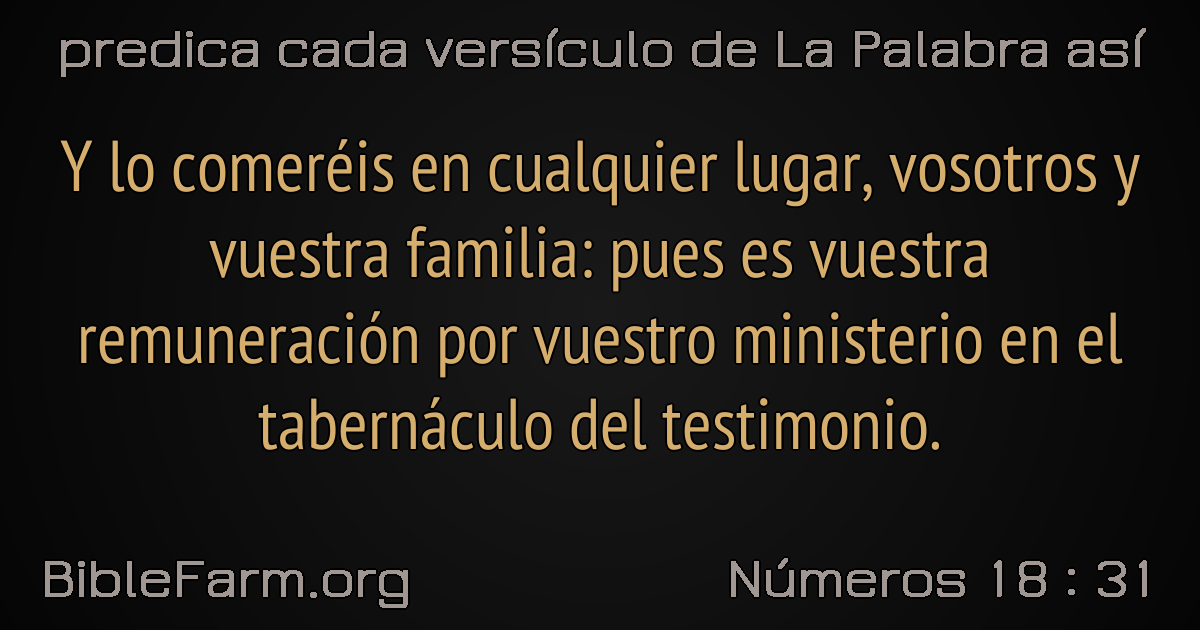 predica cada versículo de La Palabra así
Y lo comeréis en cualquier lugar, vosotros y
vuestra familia: pues es vuestra
remuneración por vuestro ministerio en el
tabernáculo del testimonio.
BibleFarm.org
Números 18 : 31